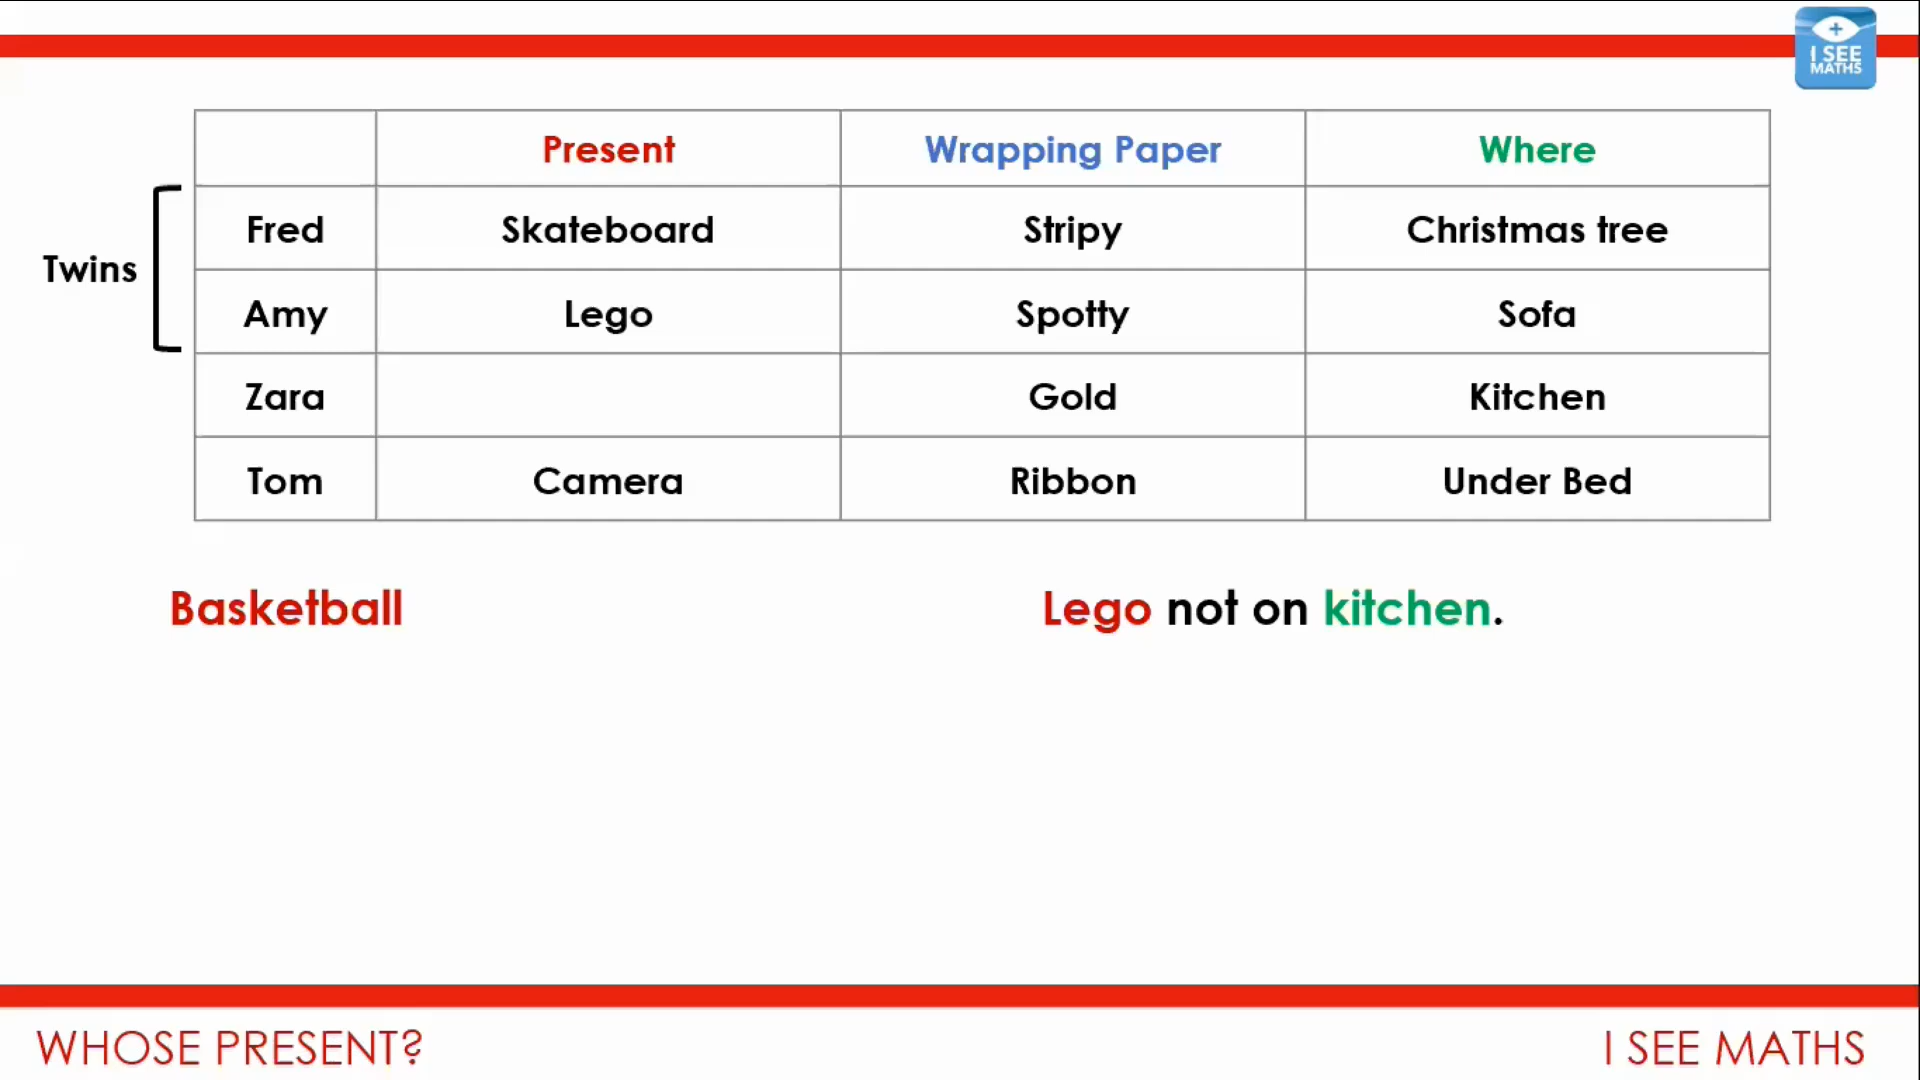 I SEE
MATHS
Present Wrapping Paper Where
Twins
Fred Skateboard Stripy Christmas tree
Amy Lego Spotty Sofa
Zara Gold Kitchen
Tom Camera Ribbon Under Bed
Basketball
Lego not on kitchen.
WHOSE PRESENT?
I SEE MATHS